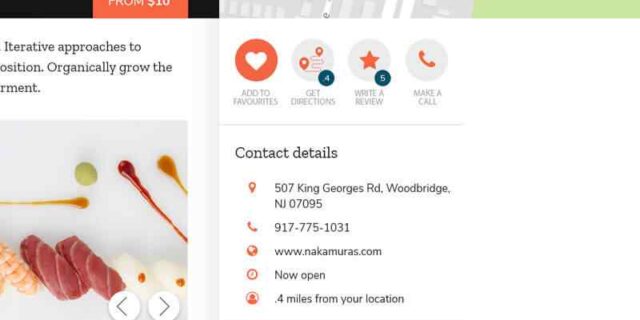 FROM $10
. Iterative approaches to
osition. Organically grow the
rment.
e
.4
5
ADD TO
FAVOURITES
GET
DIRECTIONS
WRITE A
REVIEW
MAKE A
CALL
Contact details
507 King Georges Rd, Woodbridge,
NJ 07095
917-775-1031
www.nakamuras.com
Now open
.4 miles from your location